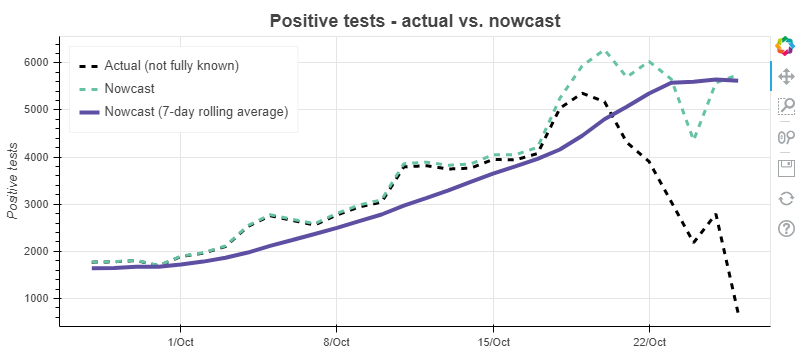 Positive tests - actual vs. nowcast
Actual (not fully known)
Nowcast
Nowcast (7-day rolling average)
Positive tests
6000
5000
4000
3000
2000
1000
1/Oct
8/Oct
15/Oct
22/Oct